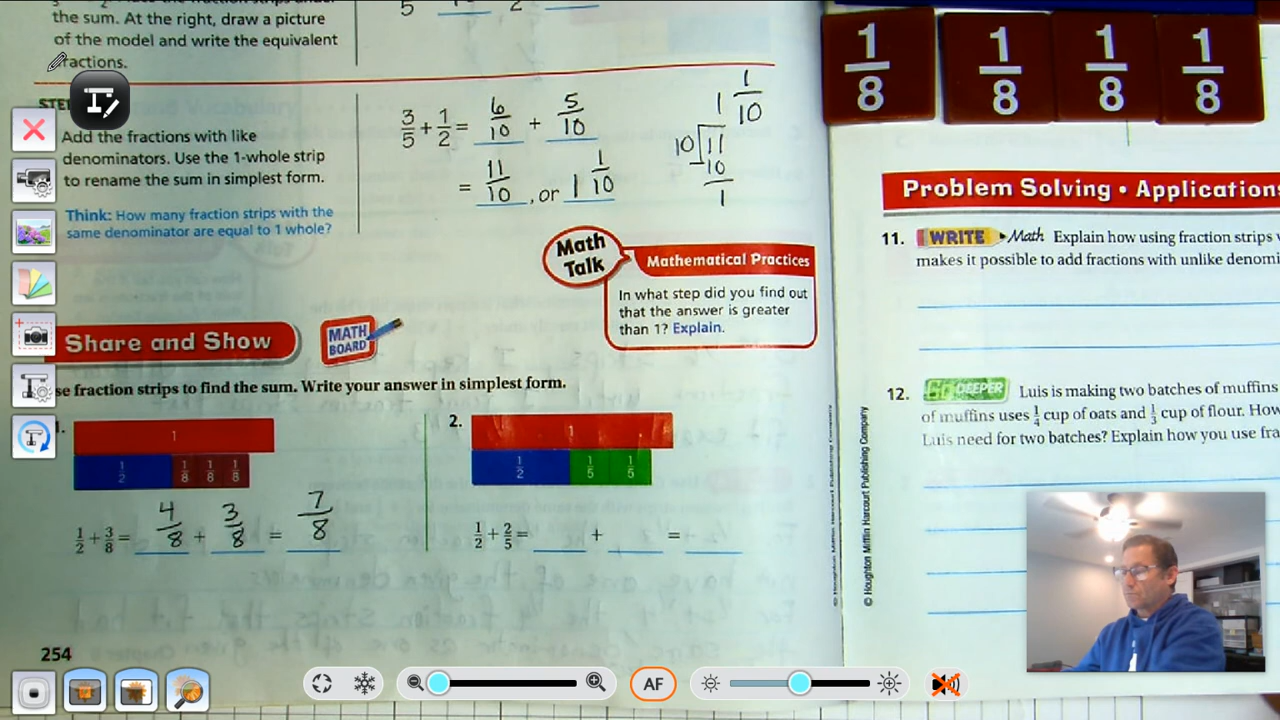 the sum. At the right, draw a picture
of the model and write the equivalent
fractions.
5 2
1/8 1/8 1/8 1/8
STEP
Add the fractions with like
denominators. Use the 1-whole strip
to rename the sum in simplest form.
Think: How many fraction strips with the
same denominator are equal to 1 whole?
3/5 + 1/2 = 6/10 + 5/10
= 11/10, or 1 1/10
1 1/10
10 11
-10
1
Math
Talk
Mathematical Practices
In what step did you find out
that the answer is greater
than 1? Explain.
Share and Show
MATH
BOARD
se fraction strips to find the sum. Write your answer in simplest form.
1.
1
1/2 1/8 1/8 1/8
1/2 + 3/8 = 4/8 + 3/8 = 7/8
2.
1
1/2 1/5 1/5
1/2 + 2/5 = + =
254
© Houghton Mifflin Harcourt Publishing Company
Problem Solving • Applications
11. WRITE Math Explain how using fraction strips
makes it possible to add fractions with unlike denomi
12. GO DEEPER Luis is making two batches of muffins
of muffins uses 1/4 cup of oats and 1/3 cup of flour. How
Luis need for two batches? Explain how you use fra
© Houghton Mifflin Harcourt Publishing Company
AF